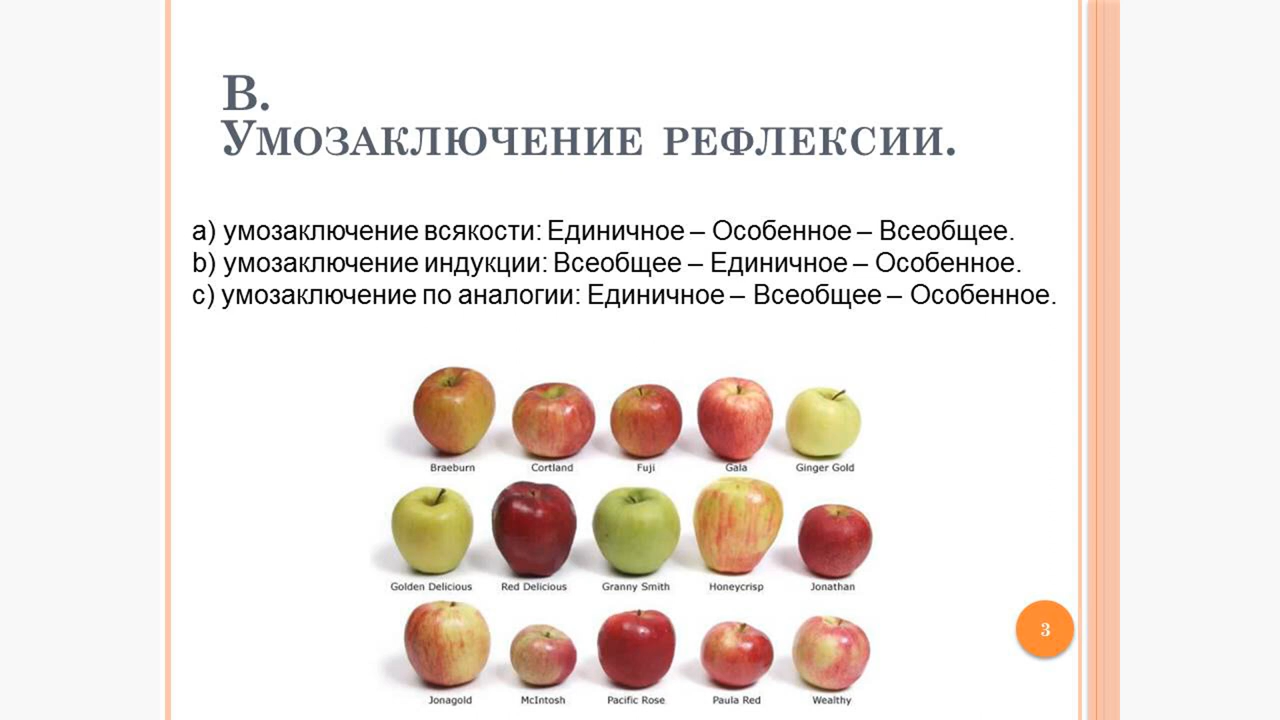 В.
Умозаключение рефлексии.
a) умозаключение всякости: Единичное – Особенное – Всеобщее.
b) умозаключение индукции: Всеобщее – Единичное – Особенное.
c) умозаключение по аналогии: Единичное – Всеобщее – Особенное.
Braeburn Cortland Fuji Gala Ginger Gold
Golden Delicious Red Delicious Granny Smith Honeycrisp Jonathan
3
Jonagold McIntosh Pacific Rose Paula Red Wealthy